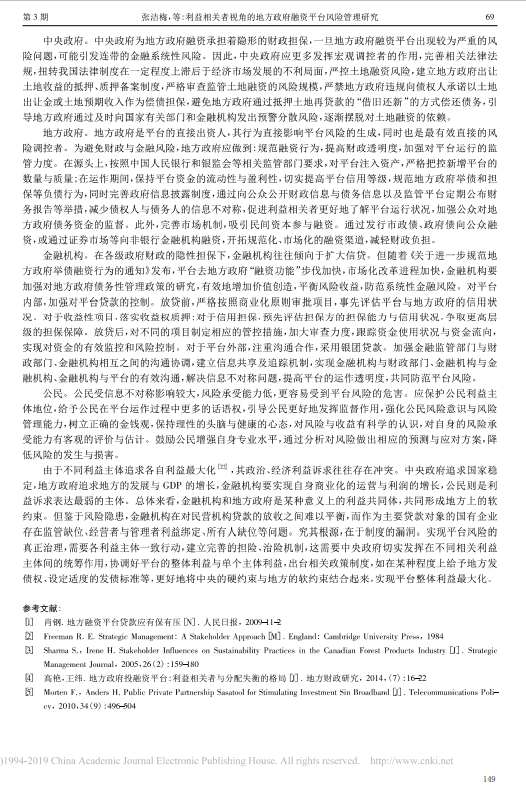 第 3 期 张洁梅,等:利益相关者视角的地方政府融资平台风险管理研究 69
中央政府。中央政府为地方政府融资承担着隐形的财政担保,一旦地方政府融资平台出现较为严重的风
险问题,可能引发连带的金融系统性风险。因此,中央政府应更多发挥宏观调控者的作用,完善相关法律法
规,扭转我国法律制度在一定程度上滞后于经济市场发展的不利局面,严控土地融资风险,建立地方政府出让
土地收益的抵押、质押备案制度,严格审查监管土地融资的风险规模,严禁地方政府违规向债权人承诺以土地
出让金或土地预期收入作为偿债担保,避免地方政府通过抵押土地再贷款的“借旧还新”的方式偿还债务,引
导地方政府通过及时向国家有关部门和金融机构发出预警分散风险,逐渐摆脱对土地融资的依赖。
地方政府。地方政府是平台的直接出资人,其行为直接影响平台风险的生成,同时也是最有效直接的风
险调控者。为避免财政与金融风险,地方政府应做到:规范融资行为,提高财政透明度,加强对平台运行的监
管力度。在源头上,按照中国人民银行和银监会等相关监管部门要求,对平台注入资产,严格把控新增平台的
数量与质量:在运作期间,保持平台资金的流动性与盈利性,切实提高平台信用等级,规范地方政府举债和担
保等负债行为,同时完善政府信息披露制度,通过向公众公开财政信息与债务信息以及监管平台定期公布财
务报告等举措,减少债权人与债务人的信息不对称,促进利益相关者更好地了解平台运行状况,加强公众对地
方政府债务资金的监督。此外,完善市场机制,吸引民间资本参与融资。通过发行市政债、政府债向公众融
资,或通过证券市场等向非银行金融机构融资,开拓规范化、市场化的融资渠道,减轻财政负担。
金融机构。在各级政府财政的隐性担保下,金融机构往往倾向于扩大信贷。但随着《关于进一步规范地
方政府举债融资行为的通知》发布,平台去地方政府“融资功能”步伐加快,市场化改革进程加快,金融机构要
加强对地方政府债务性管理政策的研究,有效地增加价值创造,平衡风险收益,防范系统性金融风险。对平台
内部,加强对平台贷款的控制。放贷前,严格按照商业化原则审批项目,事先评估平台与地方政府的信用状
况。对于收益性项目,落实收益权质押:对于信用担保,预先评估担保方的担保能力与信用状况,争取更高层
级的担保保障。放贷后,对不同的项目制定相应的管控措施,加大审查力度,跟踪资金使用状况与资金流向,
实现对资金的有效监控和风险控制。对于平台外部,注重沟通合作,采用银团贷款。加强金融监管部门与财
政部门、金融机构相互之间的沟通协调,建立信息共享及追踪机制,实现金融机构与财政部门、金融机构与金
融机构、金融机构与平台的有效沟通,解决信息不对称问题,提高平台的运作透明度,共同防范平台风险。
公民。公民受信息不对称影响较大,风险承受能力低,更容易受到平台风险的危害。应保护公民利益主
体地位,给予公民在平台运作过程中更多的话语权,引导公民更好地发挥监督作用,强化公民风险意识与风险
管理能力,树立正确的金钱观,保持理性的头脑与健康的心态,对风险与收益有科学的认识,对自身的风险承
受能力有客观的评价与估计。鼓励公民增强自身专业水平,通过分析对风险做出相应的预测与应对方案,降
低风险的发生与损害。
由于不同利益主体追求各自利益最大化[22],其政治、经济利益诉求往往存在冲突。中央政府追求国家稳
定,地方政府追求地方的发展与 GDP 的增长,金融机构要实现自身商业化的运营与利润的增长,公民则是利
益诉求表达最弱的主体。总体来看,金融机构和地方政府是某种意义上的利益共同体,共同形成地方上的软
约束。但鉴于风险隐患,金融机构在对民营机构贷款的放收之间难以平衡,而作为主要贷款对象的国有企业
存在监管缺位、经营者与管理者利益绑定、所有人缺位等问题。究其根源,在于制度的漏洞。实现平台风险的
真正治理,需要各利益主体一致行动,建立完善的担险、治险机制,这需要中央政府切实发挥在不同相关利益
主体间的统筹作用,协调好平台的整体利益与单个主体利益,出台相关政策制度,如在某种程度上给予地方发
债权、设定适度的发债标准等,更好地将中央的硬约束与地方的软约束结合起来,实现平台整体利益最大化。
参考文献:
[1] 肖钢. 地方融资平台贷款应有保有压 [N]. 人民日报, 2009-11-2
[2] Freeman R. E. Strategic Management: A Stakeholder Approach [M]. England: Cambridge University Press, 1984
[3] Sharma S., Irene H. Stakeholder Influences on Sustainability Practices in the Canadian Forest Products Industry [J]. Strategic
Management Journal, 2005, 26 (2) : 159-180
[4] 高艳,王纬. 地方政府投融资平台:利益相关者与分配失衡的格局 [J]. 地方财政研究, 2014, (7) : 16-22
[5] Morten F., Anders H. Public Private Partnership Sasatool for Stimulating Investment Sin Broadband [J]. Telecommunications Poli-
cy, 2010, 34 (9) : 496-504
)1994-2019 China Academic Journal Electronic Publishing House. All rights reserved. http://www.cnki.net
149